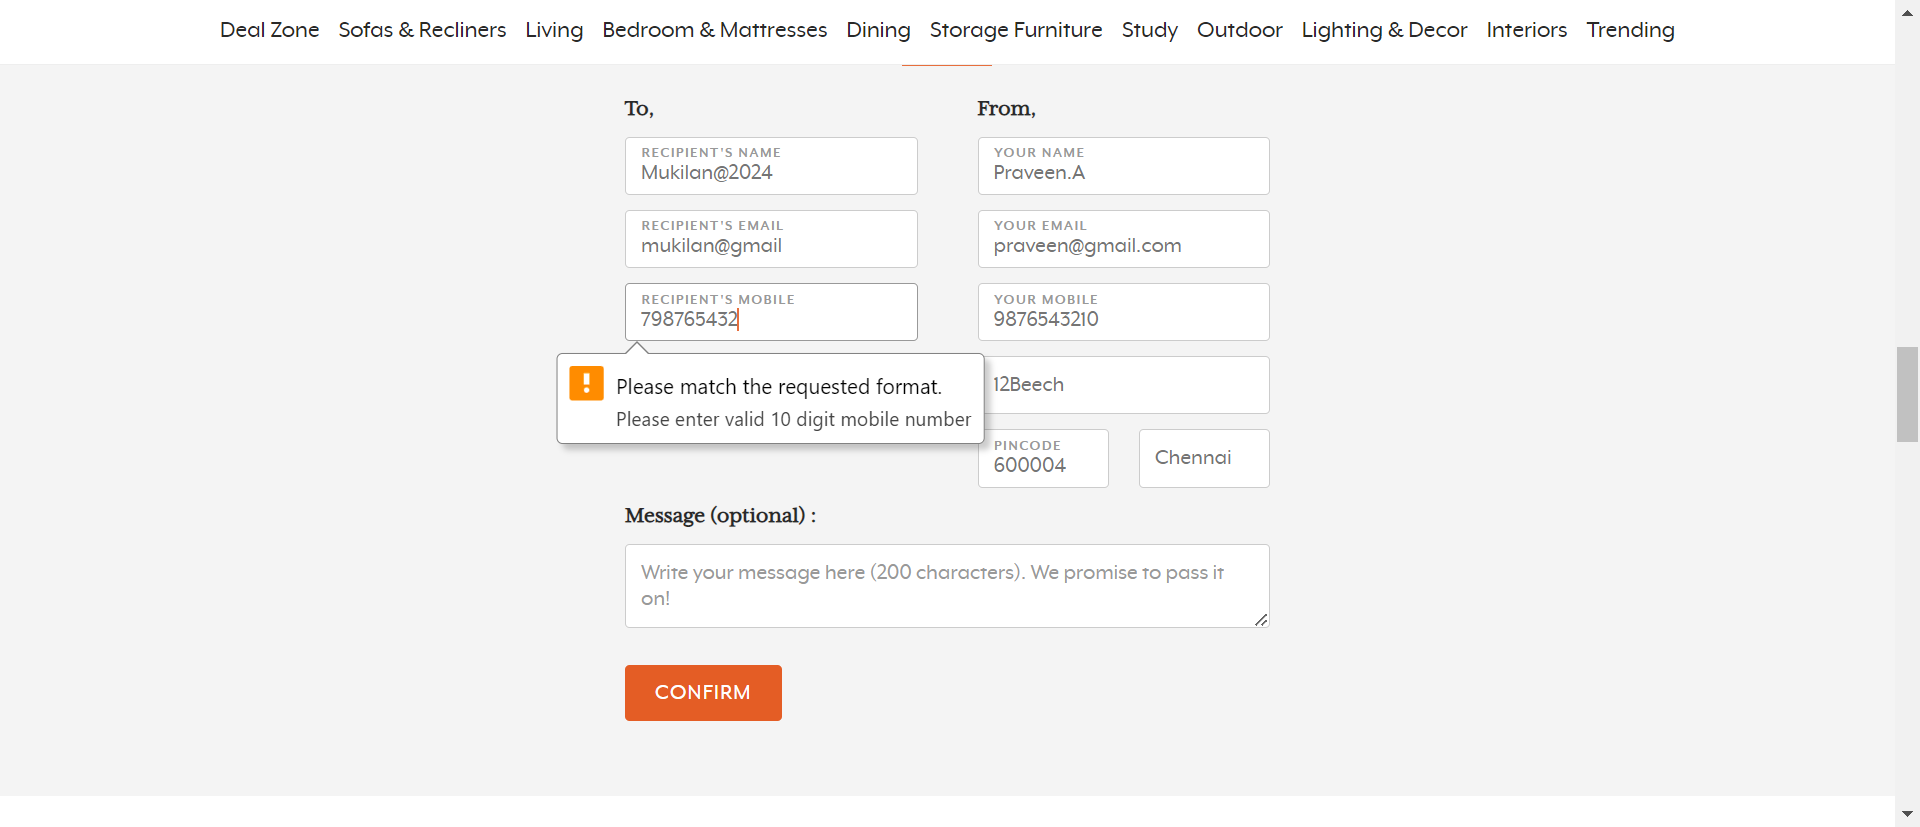 Deal Zone Sofas & Recliners Living Bedroom & Mattresses Dining Storage Furniture Study Outdoor Lighting & Decor Interiors Trending
To,
RECIPIENT'S NAME
Mukilan@2024
RECIPIENT'S EMAIL
mukilan@gmail
RECIPIENT'S MOBILE
798765432
Please match the requested format.
Please enter valid 10 digit mobile number
From,
YOUR NAME
Praveen.A
YOUR EMAIL
praveen@gmail.com
YOUR MOBILE
9876543210
12Beech
PINCODE
600004
Chennai
Message (optional) :
Write your message here (200 characters). We promise to pass it
on!
CONFIRM